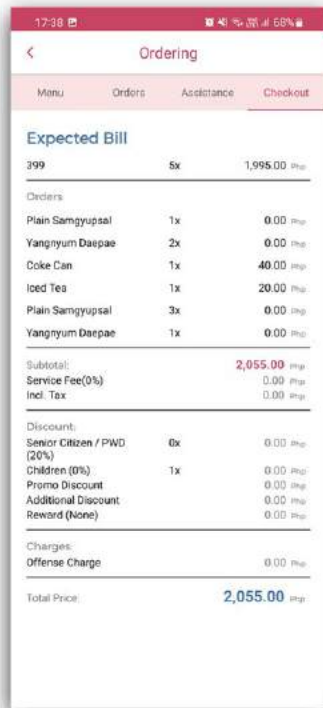 17:38 68%
Ordering
Menu Orders Assistance Checkout
Expected Bill
399 5x 1,995.00 Php
Orders
Plain Samgyupsal 1x 0.00 Php
Yangnyum Daepae 2x 0.00 Php
Coke Can 1x 40.00 Php
Iced Tea 1x 20.00 Php
Plain Samgyupsal 3x 0.00 Php
Yangnyum Daepae 1x 0.00 Php
Subtotal: 2,055.00 Php
Service Fee(0%) 0.00 Php
Incl. Tax 0.00 Php
Discount:
Senior Citizen / PWD 0x 0.00 Php
(20%)
Children (0%) 1x 0.00 Php
Promo Discount 0.00 Php
Additional Discount 0.00 Php
Reward (None) 0.00 Php
Charges:
Offense Charge 0.00 Php
Total Price: 2,055.00 Php